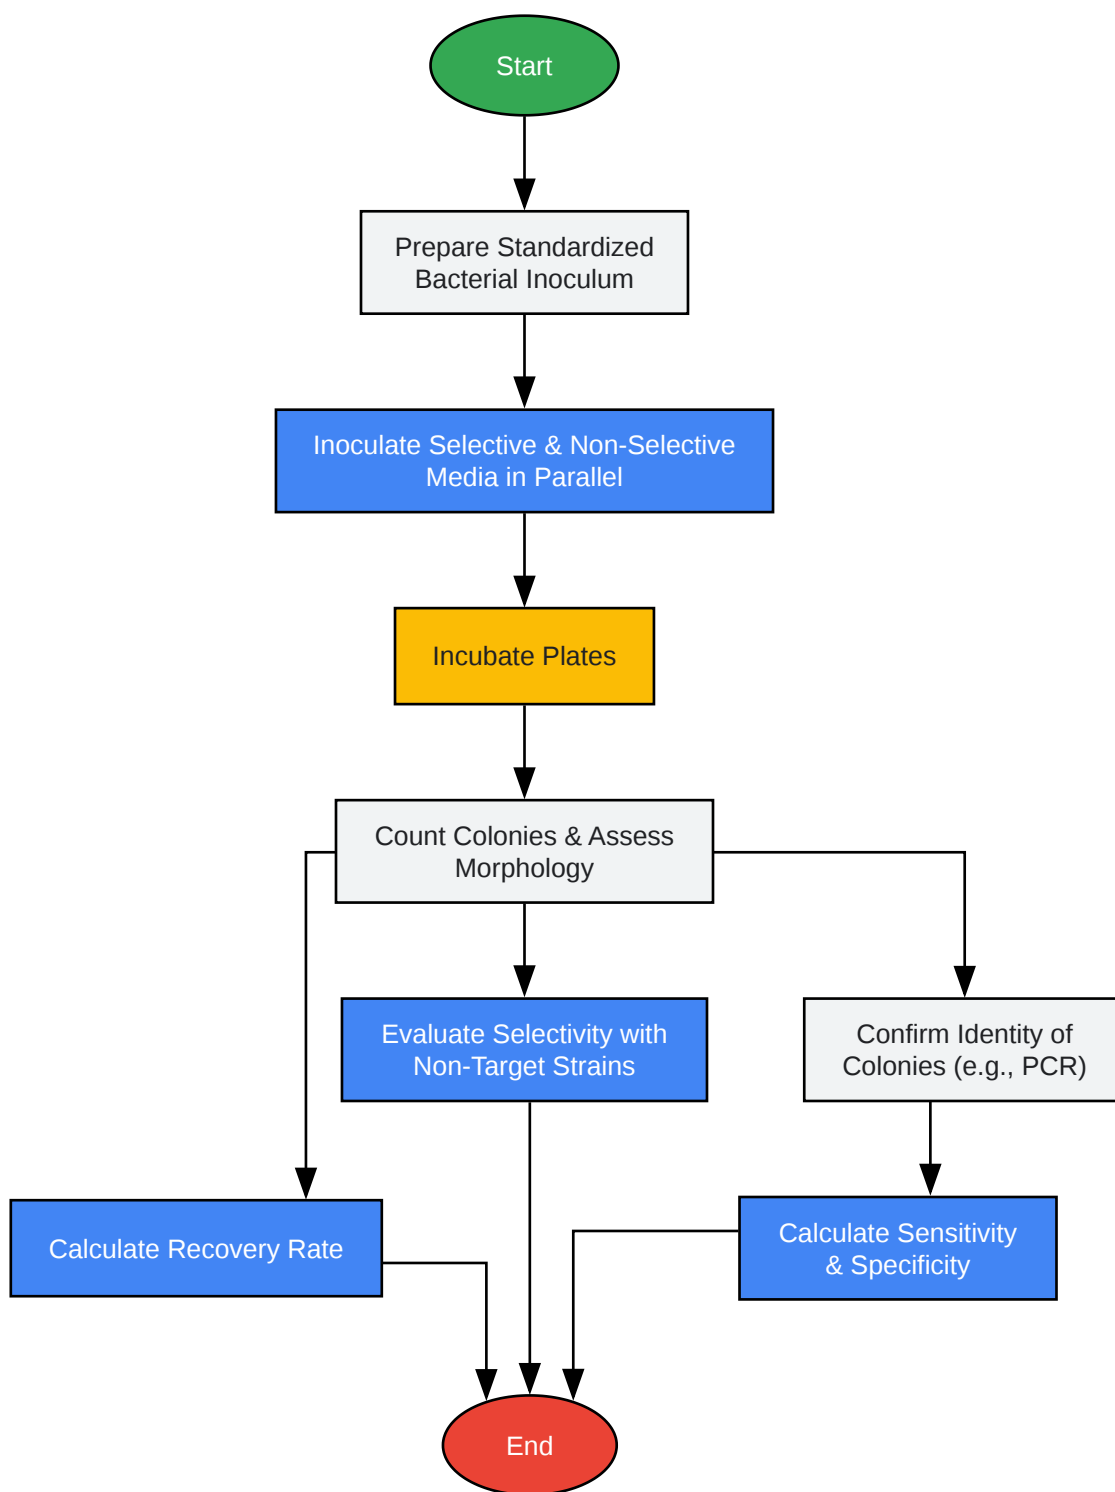 Start
Prepare Standardized
Bacterial Inoculum
Inoculate Selective & Non-Selective
Media in Parallel
Incubate Plates
Count Colonies & Assess
Morphology
Evaluate Selectivity with
Non-Target Strains
Confirm Identity of
Colonies (e.g., PCR)
Calculate Recovery Rate
Calculate Sensitivity
& Specificity
End